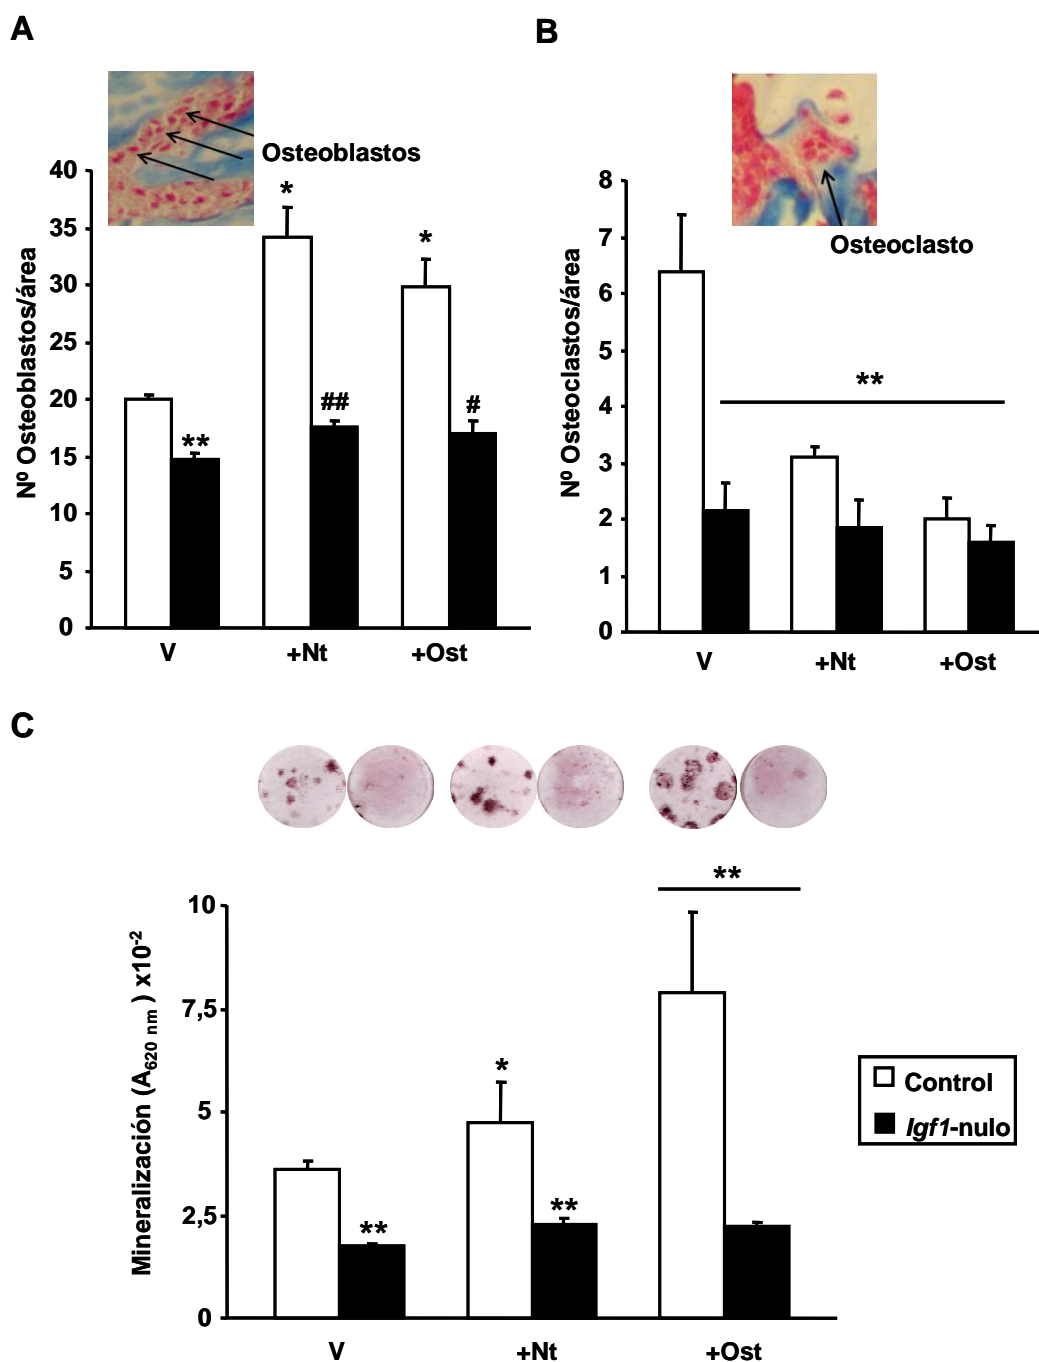 A
Osteoblastos
Nº Osteoblastos/área
40
35
30
25
20
15
10
5
0
*
*
**
##
#
V
+Nt
+Ost
B
Osteoclasto
Nº Osteoclastos/área
8
7
6
5
4
3
2
1
0
**
V
+Nt
+Ost
C
Mineralización (A620 nm ) x10-2
10
7,5
5
2,5
0
**
*
**
**
V
+Nt
+Ost
Control
Igf1-nulo